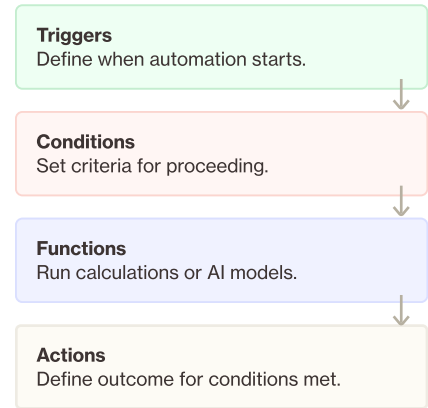 Triggers
Define when automation starts.
Conditions
Set criteria for proceeding.
Functions
Run calculations or AI models.
Actions
Define outcome for conditions met.